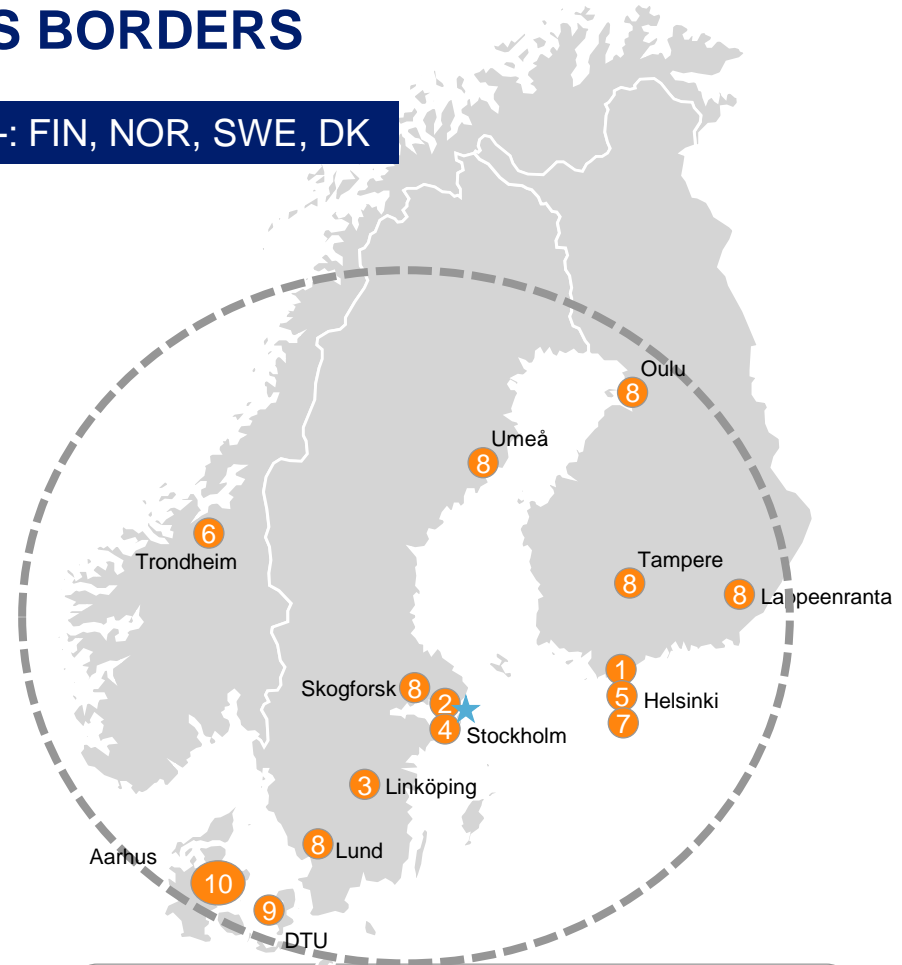 S BORDERS
-: FIN, NOR, SWE, DK
Oulu
8
Umeå
8
6
Trondheim
Tampere
8
8 Lappeenranta
1
Skogforsk 8
2
5 Helsinki
7
4 Stockholm
3 Linköping
8 Lund
Aarhus
10
9
DTU